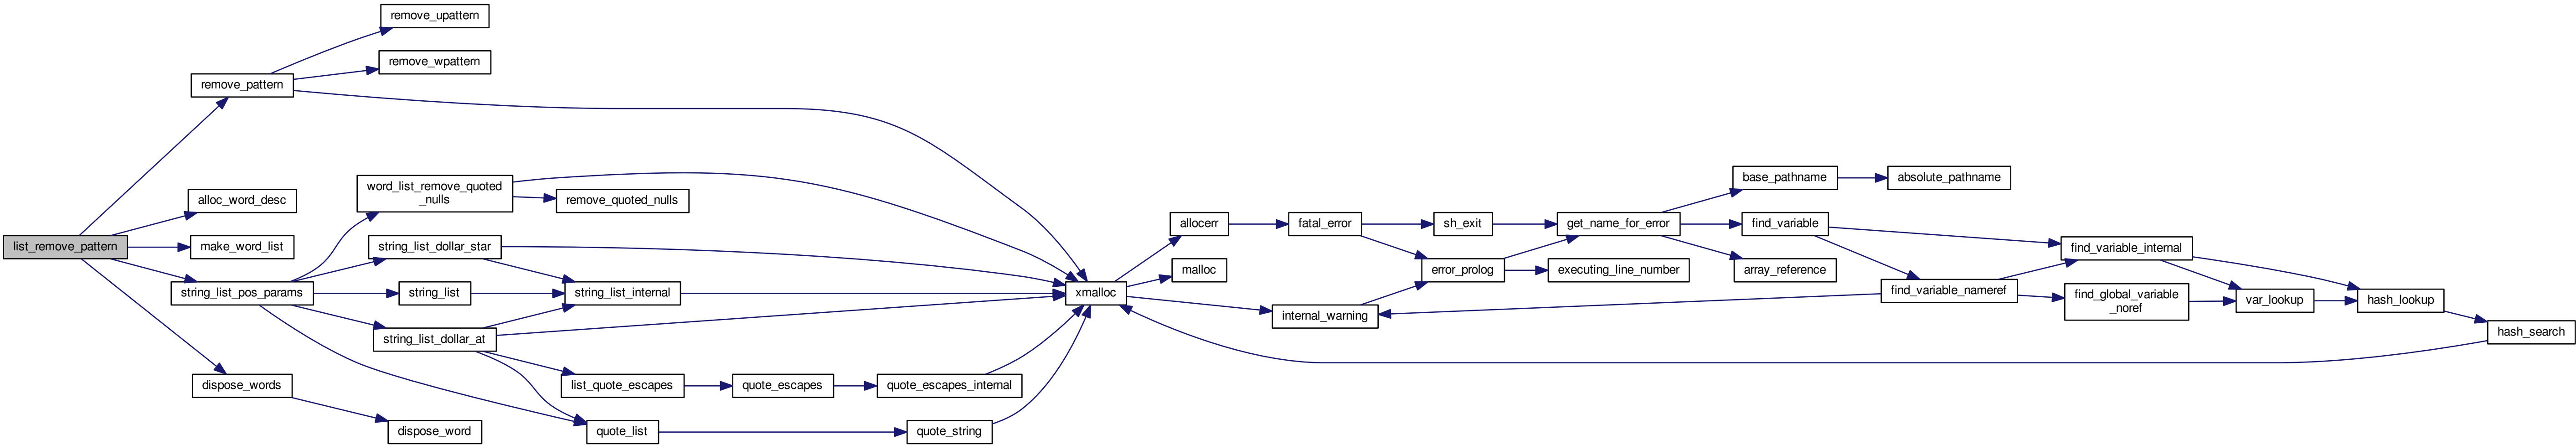 remove_upattern
remove_wpattern
remove_pattern
base_pathname
absolute_pathname
word_list_remove_quoted
_nulls
alloc_word_desc
remove_quoted_nulls
allocerr
fatal_error
sh_exit
get_name_for_error
find_variable
list_remove_pattern
make_word_list
string_list_dollar_star
find_variable_internal
malloc
error_prolog
executing_line_number
array_reference
string_list_pos_params
string_list
string_list_internal
xmalloc
find_variable_nameref
find_global_variable
_noref
var_lookup
hash_lookup
internal_warning
hash_search
string_list_dollar_at
dispose_words
list_quote_escapes
quote_escapes
quote_escapes_internal
dispose_word
quote_list
quote_string